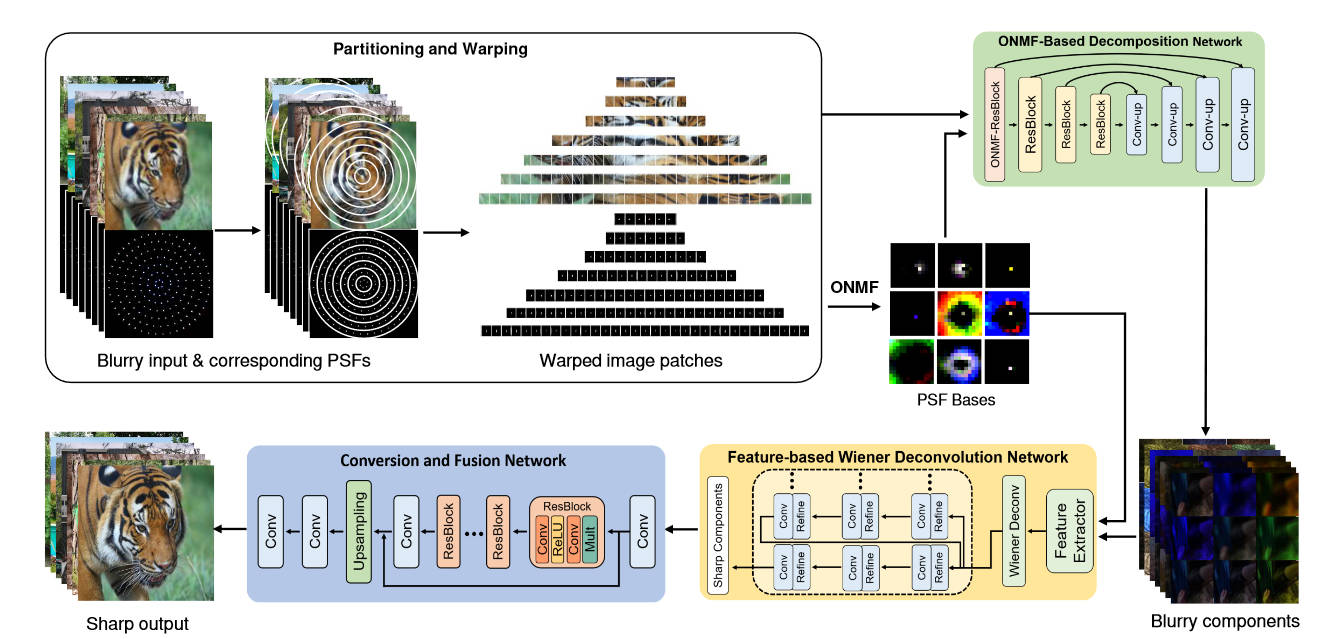 Partitioning and Warping
Blurry input & corresponding PSFs
Warped image patches
ONMF
PSF Bases
ONMF-Based Decomposition Network
ONMF-ResBlock
ResBlock
ResBlock
ResBlock
Conv-up
Conv-up
Conv-up
Conv-up
Blurry components
Feature-based Wiener Deconvolution Network
Feature
Extractor
Wiener Deconv
Conv
Refine
Conv
Refine
Conv
Refine
Conv
Refine
Conv
Refine
Conv
Refine
Sharp Components
Conversion and Fusion Network
Conv
ResBlock
Conv
ReLU
Conv
Mult
ResBlock
ResBlock
Conv
Upsampling
Conv
Conv
Sharp output